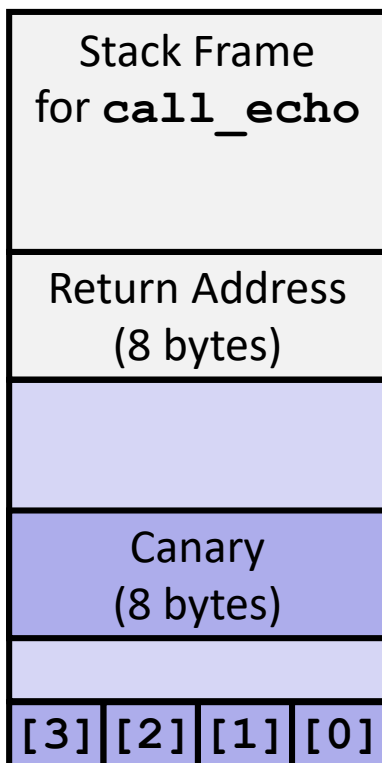 Stack Frame
for call_echo
Return Address
(8 bytes)
Canary
(8 bytes)
[3] [2] [1] [0]